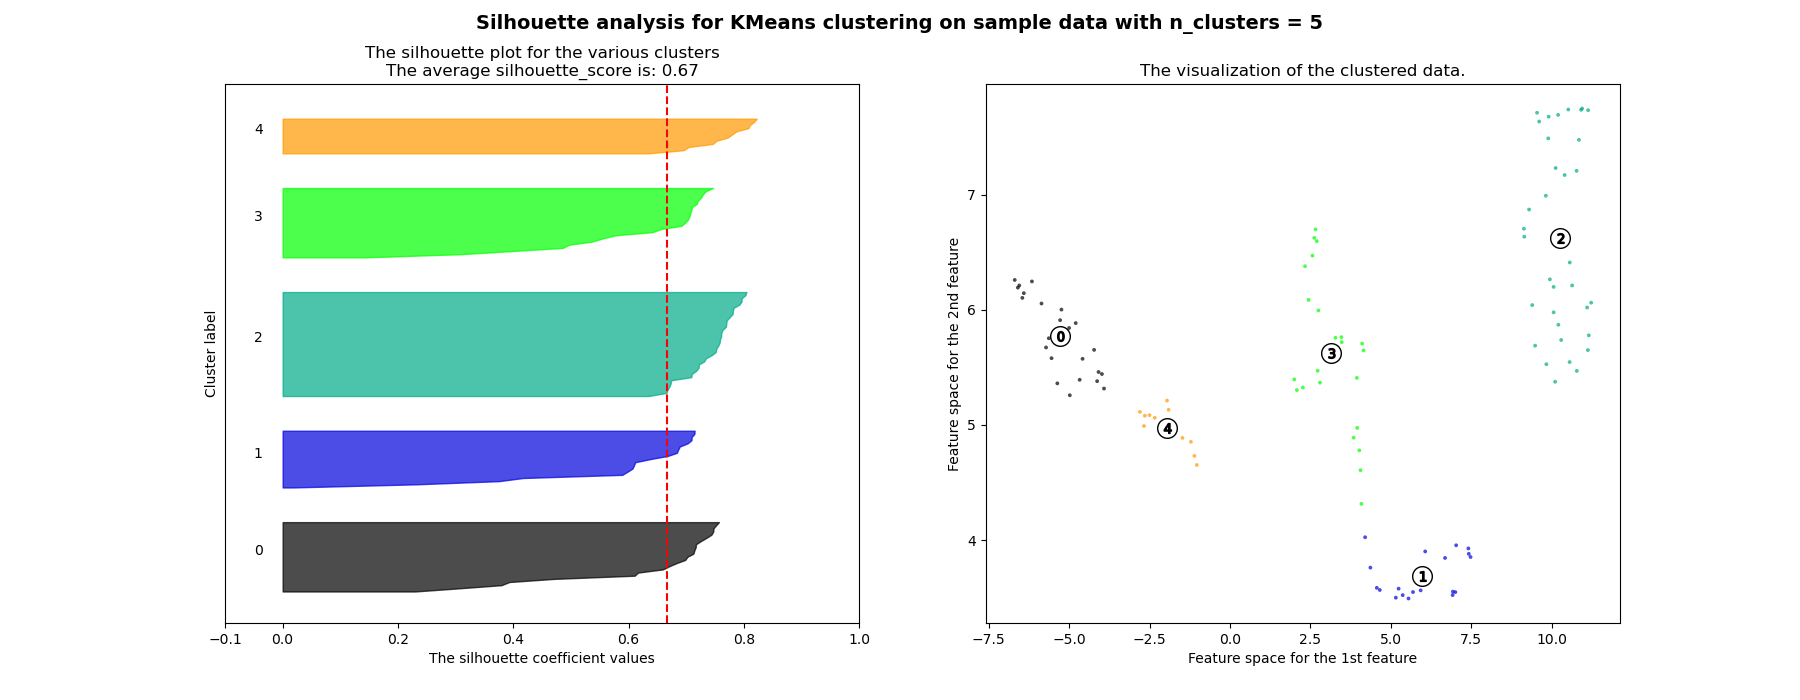 Silhouette analysis for KMeans clustering on sample data with n_clusters = 5
The silhouette plot for the various clusters
The average silhouette_score is: 0.67
4
3
2
1
0
Cluster label
−0.1 0.0 0.2 0.4 0.6 0.8 1.0
The silhouette coefficient values
The visualization of the clustered data.
7
6
5
4
Feature space for the 2nd feature
2
0
3
4
1
−7.5 −5.0 −2.5 0.0 2.5 5.0 7.5 10.0
Feature space for the 1st feature